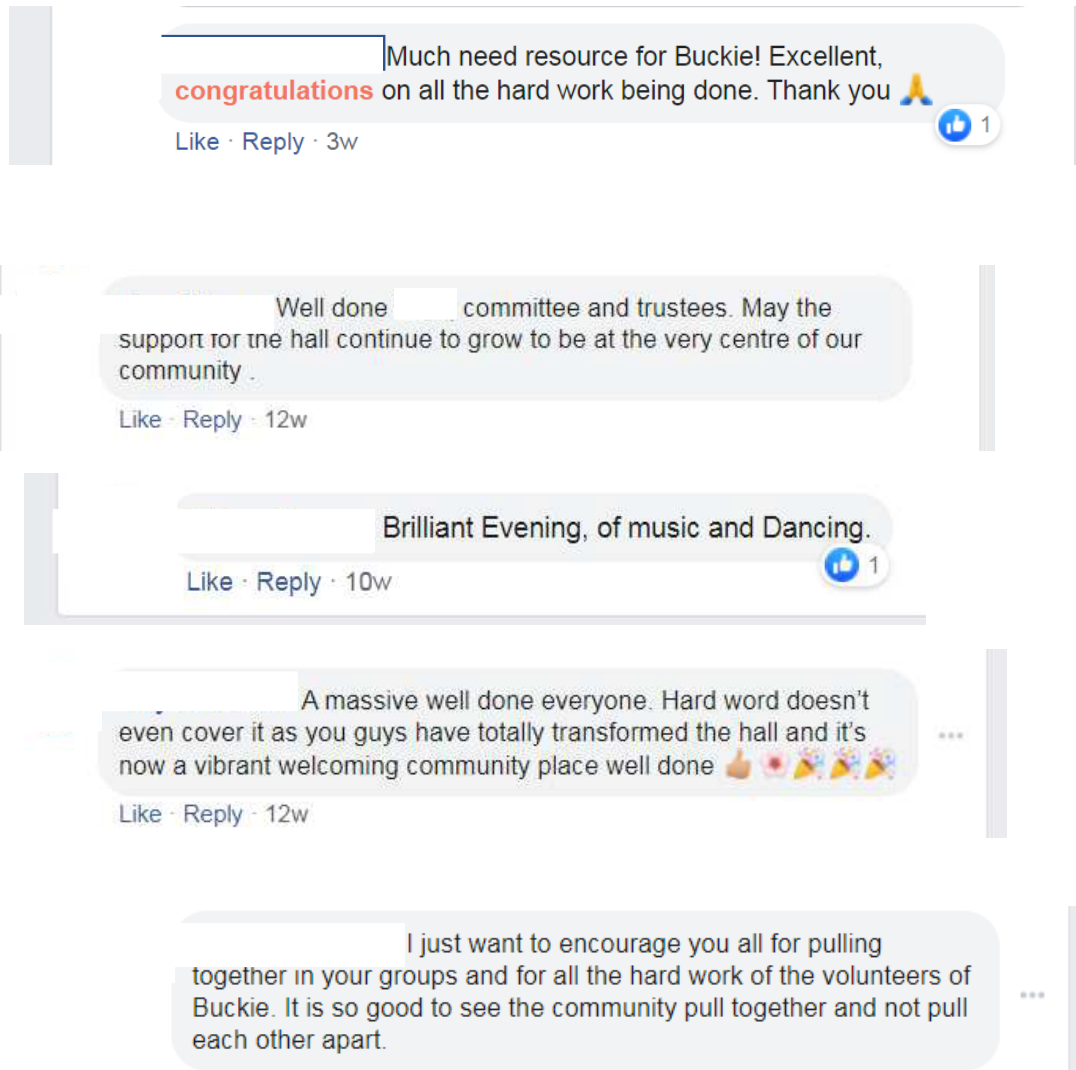 Much need resource for Buckie! Excellent,
congratulations on all the hard work being done. Thank you 🙏
1
Like · Reply · 3w
Well done committee and trustees. May the
support for the hall continue to grow to be at the very centre of our
community .
Like · Reply · 12w
Brilliant Evening, of music and Dancing.
1
Like · Reply · 10w
A massive well done everyone. Hard word doesn't
even cover it as you guys have totally transformed the hall and it's
now a vibrant welcoming community place well done 👍🏼🌸🎉🎉🎉
Like · Reply · 12w
I just want to encourage you all for pulling
together in your groups and for all the hard work of the volunteers of
Buckie. It is so good to see the community pull together and not pull
each other apart.